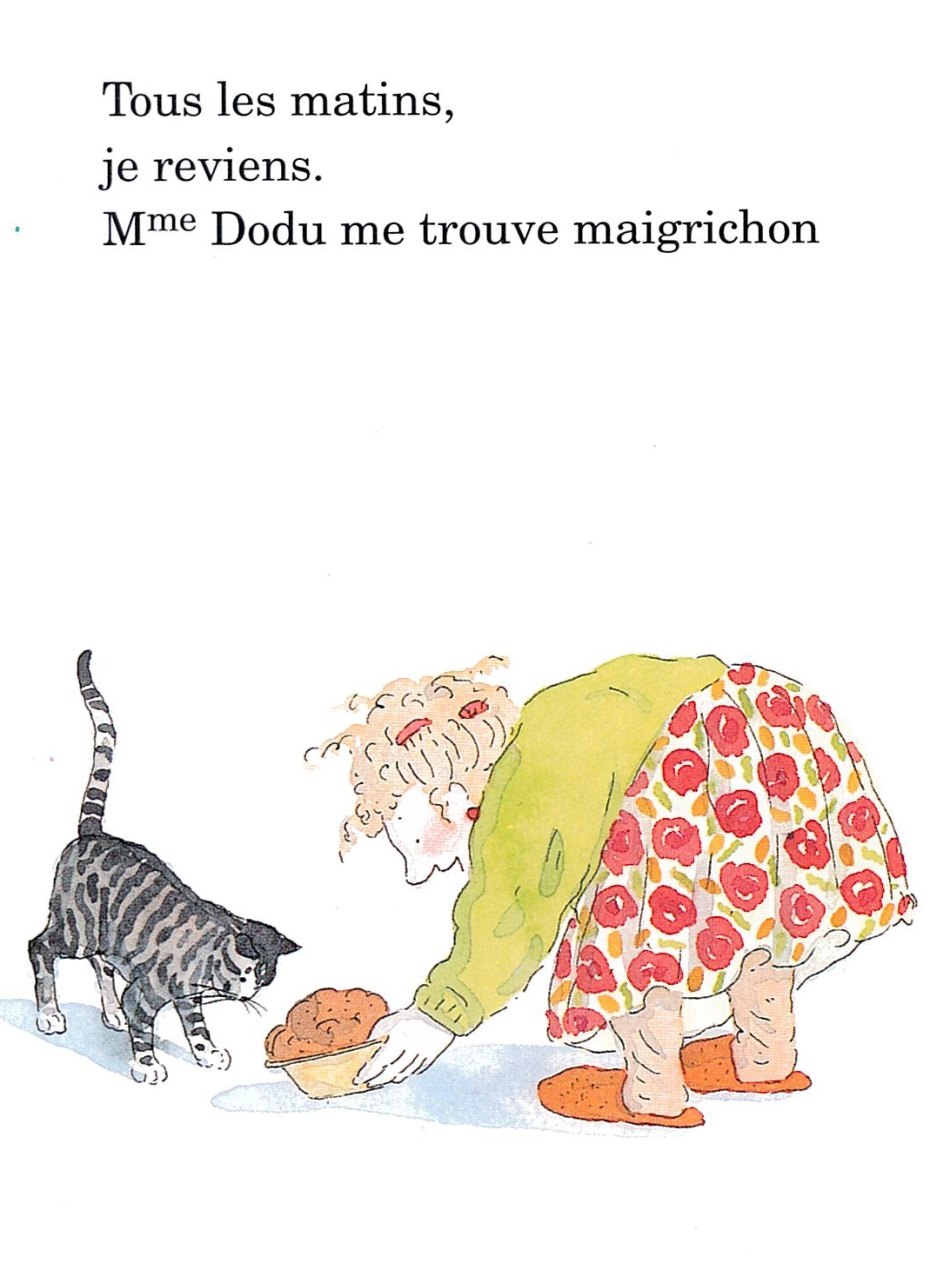 Tous les matins,
je reviens.
Mme Dodu me trouve maigrichon